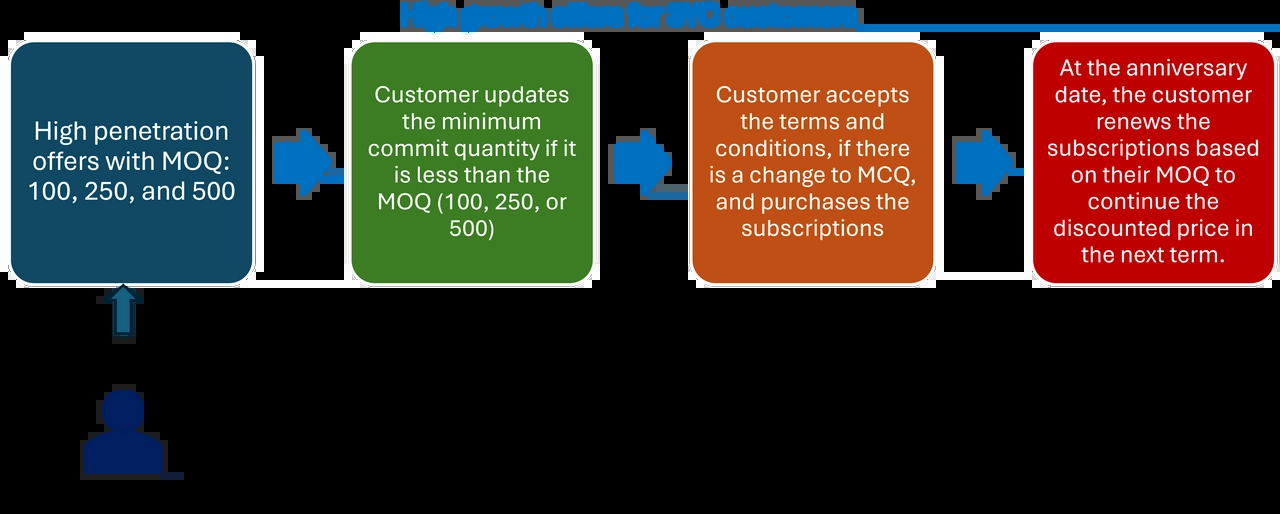 High growth offers for 3YC customers
High penetration
offers with MOQ:
100, 250, and 500
Customer updates
the minimum
commit quantity if it
is less than the
MOQ (100, 250, or
500)
Customer accepts
the terms and
conditions, if there
is a change to MCQ,
and purchases the
subscriptions
At the anniversary
date, the customer
renews the
subscriptions based
on their MOQ to
continue the
discounted price in
the next term.